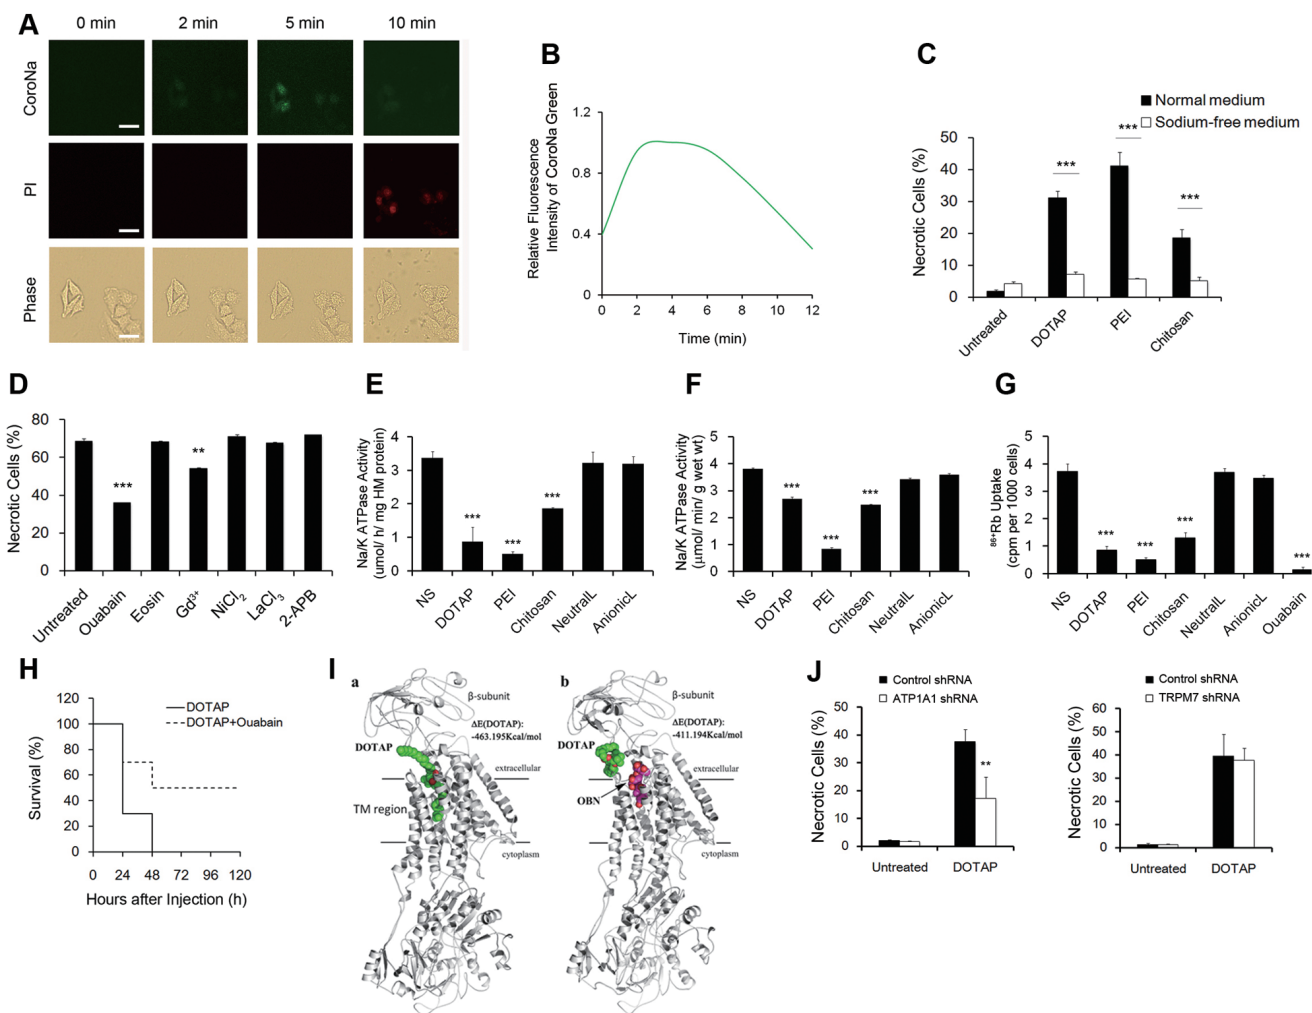 A
0 min
2 min
5 min
10 min
CoroNa
PI
Phase
B
Relative Fluorescence
Intensity of CoroNa Green
1.2
0.8
0.4
0
0 2 4 6 8 10 12
Time (min)
C
Normal medium
Sodium-free medium
Necrotic Cells (%)
50
40
30
20
10
0
***
***
***
Untreated
DOTAP
PEI
Chitosan
D
Necrotic Cells (%)
80
60
40
20
0
***
**
Untreated
Ouabain
Eosin
Gd³⁺
NiCl₂
LaCl₃
2-APB
E
Na/K ATPase Activity
(umol/ h/ mg HM protein)
4
3
2
1
0
***
***
***
NS
DOTAP
PEI
Chitosan
NeutralL
AnionicL
F
Na/K ATPase Activity
(μmol/ min/ g wet wt)
5
4
3
2
1
0
***
***
***
NS
DOTAP
PEI
Chitosan
NeutralL
AnionicL
G
⁸⁶⁺Rb Uptake
(cpm per 1000 cells)
5
4
3
2
1
0
***
***
***
***
NS
DOTAP
PEI
Chitosan
NeutralL
AnionicL
Ouabain
H
Survival (%)
120
100
80
60
40
20
0
DOTAP
DOTAP+Ouabain
0 24 48 72 96 120
Hours after Injection (h)
I
a
β-subunit
ΔE(DOTAP):
-463.195Kcal/mol
DOTAP
extracellular
TM region
cytoplasm
b
β-subunit
ΔE(DOTAP):
-411.194Kcal/mol
DOTAP
extracellular
OBN
cytoplasm
J
Control shRNA
ATP1A1 shRNA
Necrotic Cells (%)
50
40
30
20
10
0
**
Untreated
DOTAP
Control shRNA
TRPM7 shRNA
Necrotic Cells (%)
60
50
40
30
20
10
0
Untreated
DOTAP